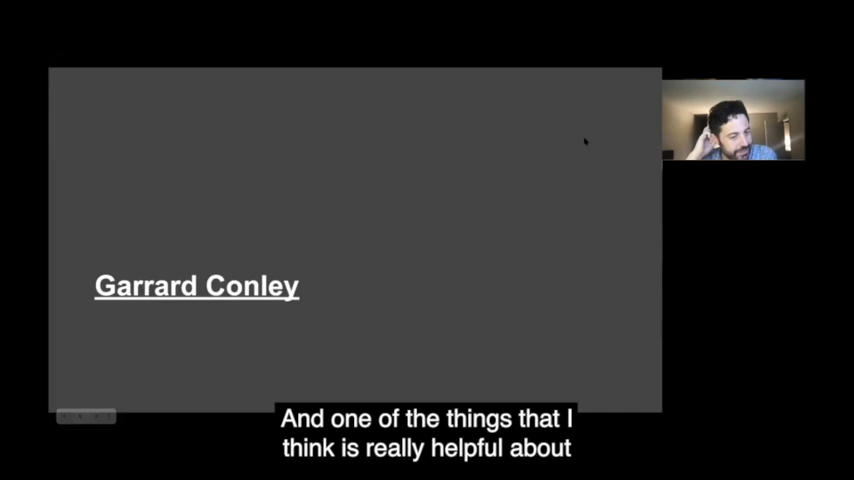 Garrard Conley
And one of the things that I
think is really helpful about